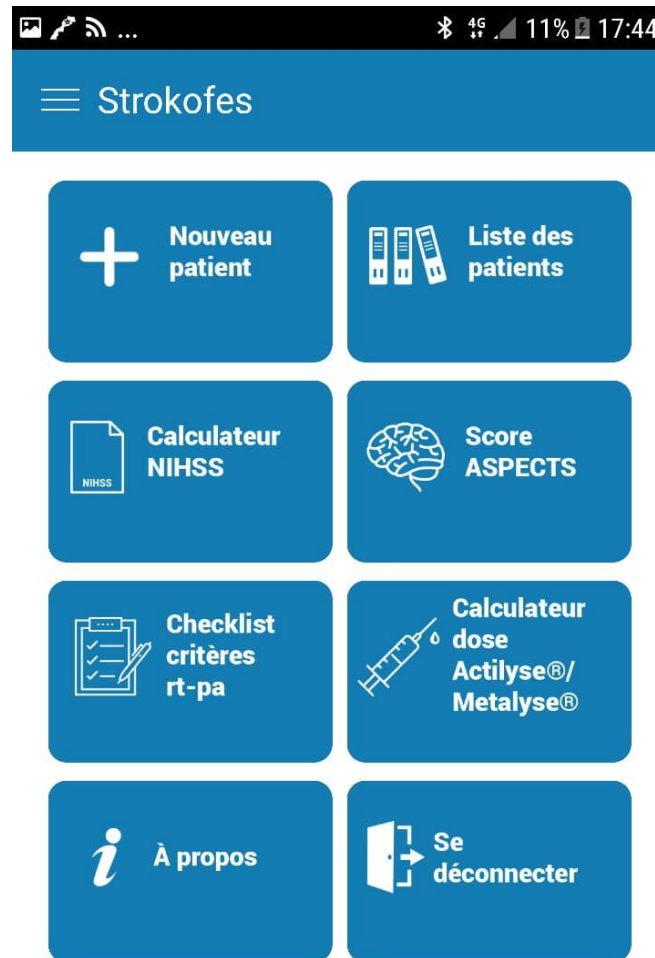 ... 4G 11% 17:44
Strokofes
Nouveau
patient
Liste des
patients
Calculateur
NIHSS
NIHSS
Score
ASPECTS
Checklist
critères
rt-pa
Calculateur
dose
Actilyse®/
Metalyse®
À propos
Se
déconnecter